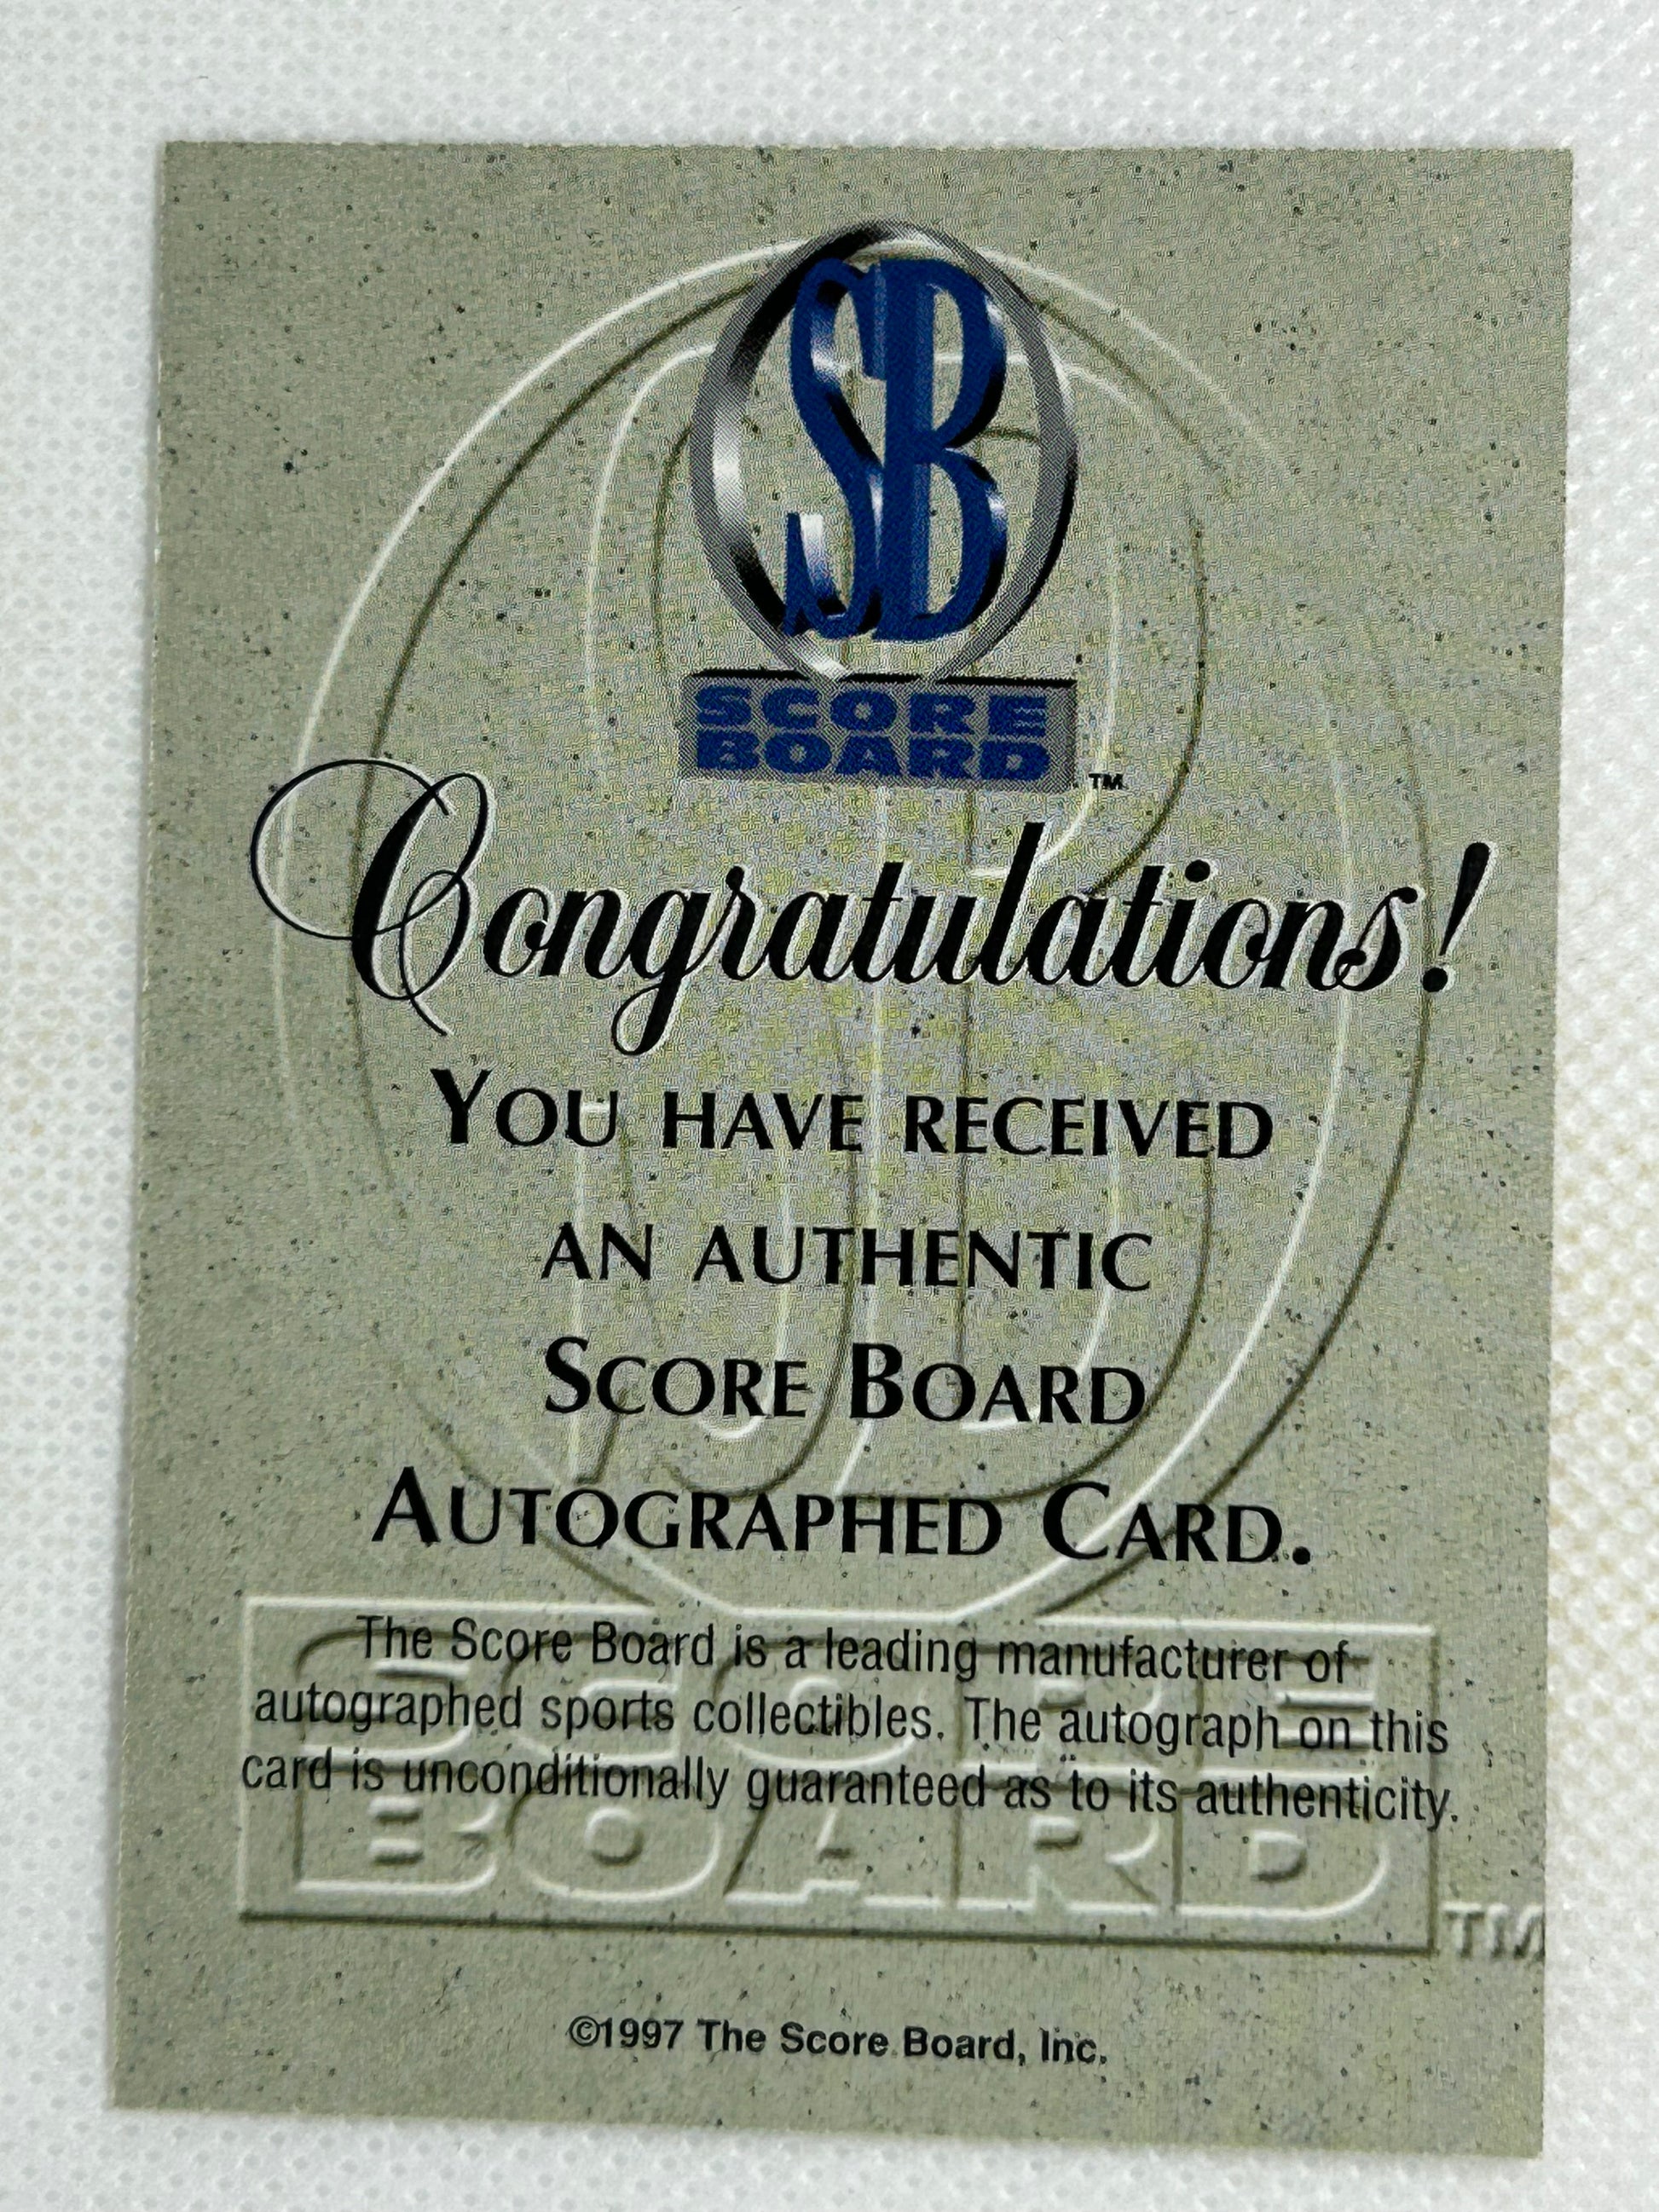 SB
SCORE
BOARD
TM
Congratulations!
YOU HAVE RECEIVED
AN AUTHENTIC
SCORE BOARD
AUTOGRAPHED CARD.
The Score Board is a leading manufacturer of
autographed sports collectibles. The autograph on this
card is unconditionally guaranteed as to its authenticity.
SCORE
BOARD
TM
©1997 The Score Board, Inc.